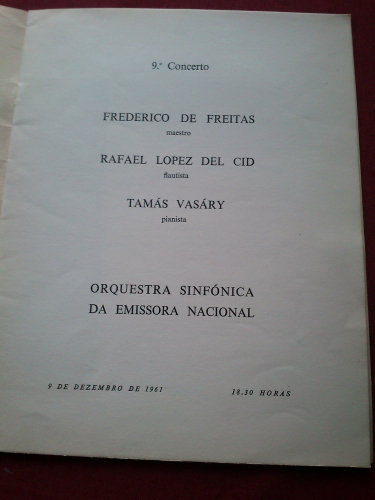 9.º Concerto
FREDERICO DE FREITAS
maestro
RAFAEL LOPEZ DEL CID
flautista
TAMÁS VASÁRY
pianista
ORQUESTRA SINFÓNICA
DA EMISSORA NACIONAL
9 DE DEZEMBRO DE 1961 18.30 HORAS